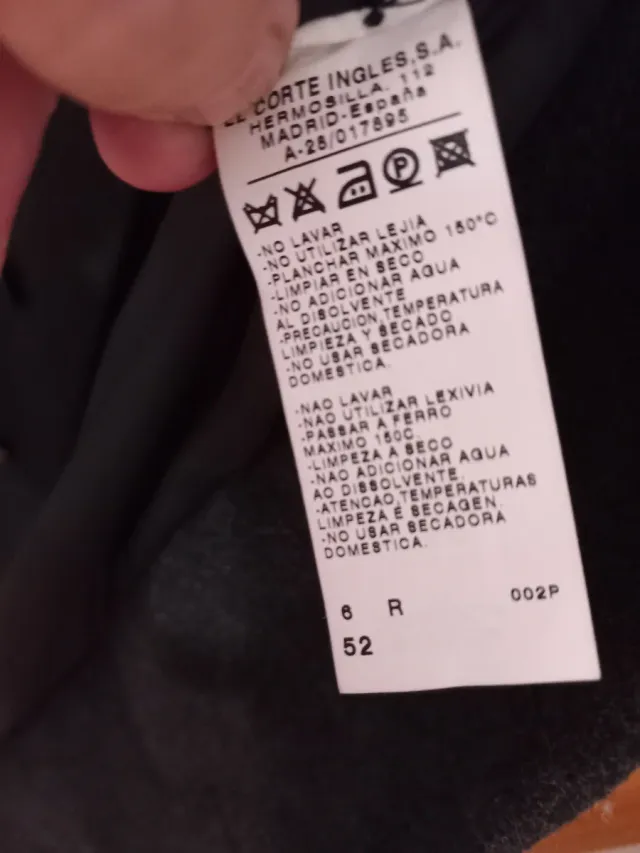 EL CORTE INGLES,S.A.
HERMOSILLA. 112
MADRID-España
A-28/017895
P
-NO LAVAR
-NO UTILIZAR LEJIA
-PLANCHAR MAXIMO 150°C
-LIMPIAR EN SECO
-NO ADICIONAR AGUA
AL DISOLVENTE
-PRECAUCION,TEMPERATURA
LIMPIEZA Y SECADO
-NO USAR SECADORA
DOMESTICA.
-NAO LAVAR
-NAO UTILIZAR LEXIVIA
-PASSAR A FERRO
MAXIMO 150C.
-LIMPEZA A SECO
-NAO ADICIONAR AGUA
AO DISSOLVENTE,
-ATENCAO,TEMPERATURAS
LIMPEZA E SECAGEN
-NO USAR SECADORA
DOMESTICA.
6 R 002P
52